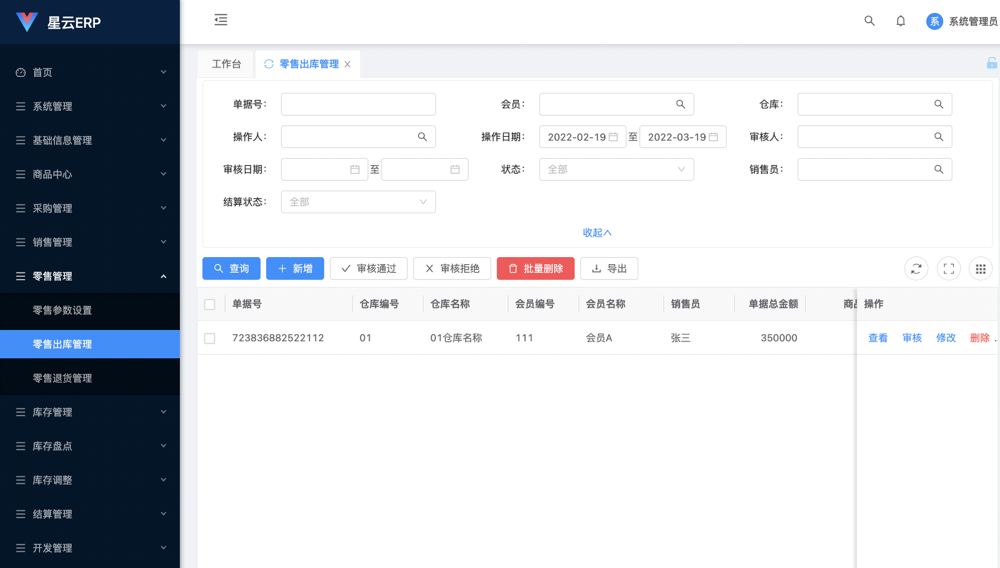 星云ERP
系 系统管理员
首页
系统管理
基础信息管理
商品中心
采购管理
销售管理
零售管理
零售参数设置
零售出库管理
零售退货管理
库存管理
库存盘点
库存调整
结算管理
开发管理
工作台 零售出库管理
单据号: 会员: 仓库:
操作人: 操作日期: 2022-02-19 至 2022-03-19 审核人:
审核日期: 至 状态: 全部 销售员:
结算状态: 全部
收起
查询 新增 审核通过 审核拒绝 批量删除 导出
单据号 仓库编号 仓库名称 会员编号 会员名称 销售员 单据总金额 操作
723836882522112 01 01仓库名称 111 会员A 张三 350000 查看 审核 修改 删除